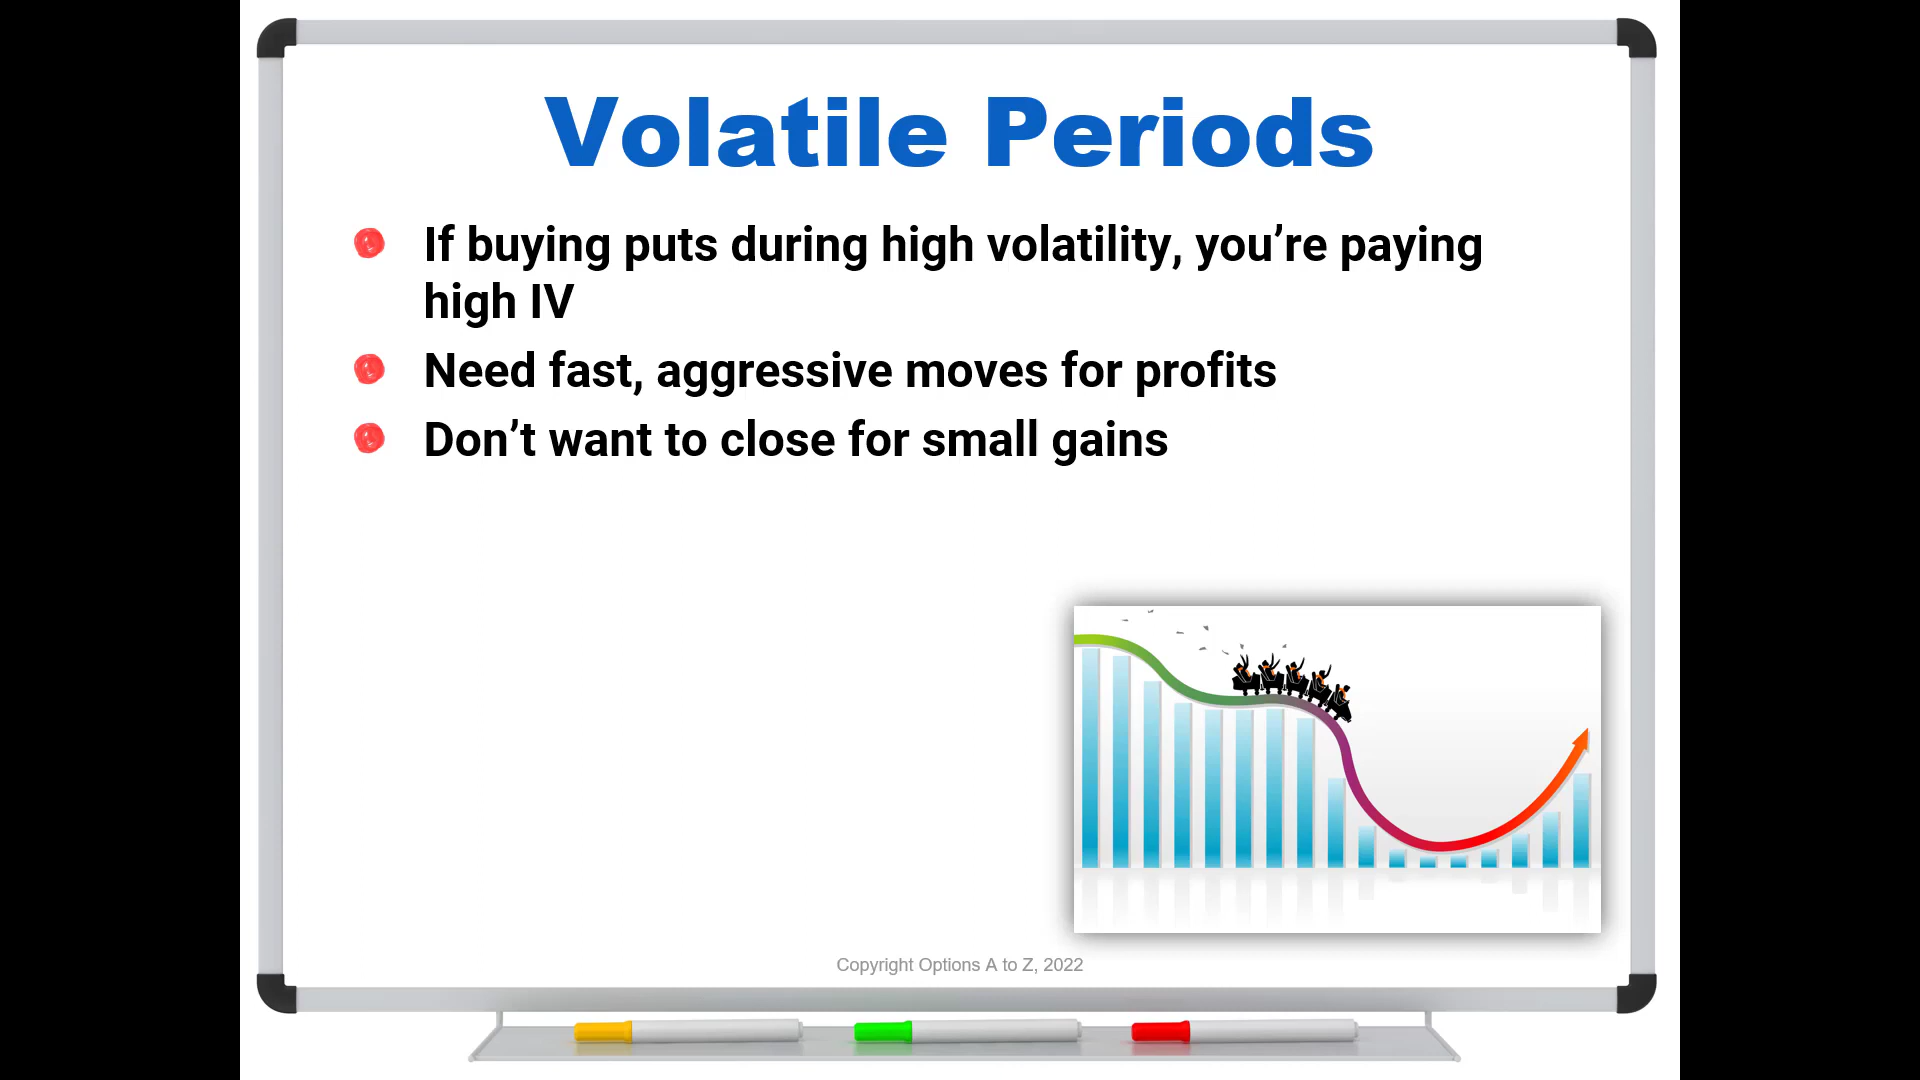 Volatile Periods
If buying puts during high volatility, you’re paying
high IV
Need fast, aggressive moves for profits
Don’t want to close for small gains
Copyright Options A to Z, 2022